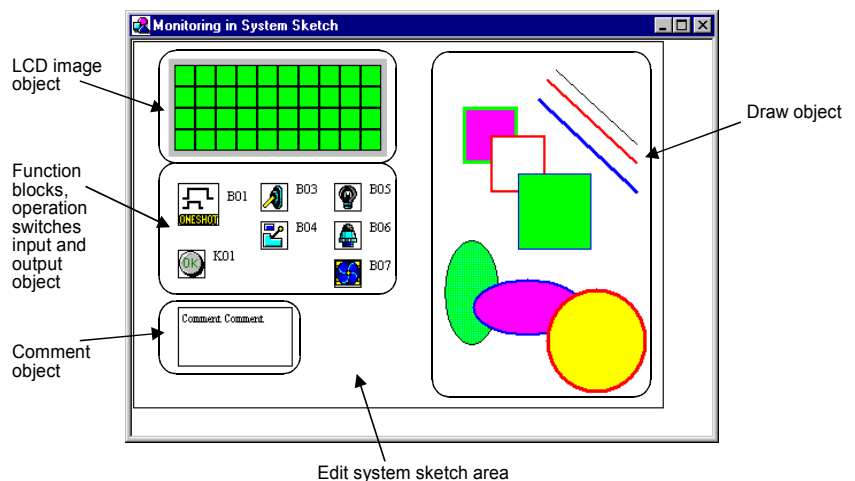 Monitoring in System Sketch
LCD image
object
Draw object
Function
blocks,
operation
switches
input and
output
object
B01
B03
B05
ONESHOT
B04
B06
OK
K01
B07
Comment Comment
Comment
object
Edit system sketch area